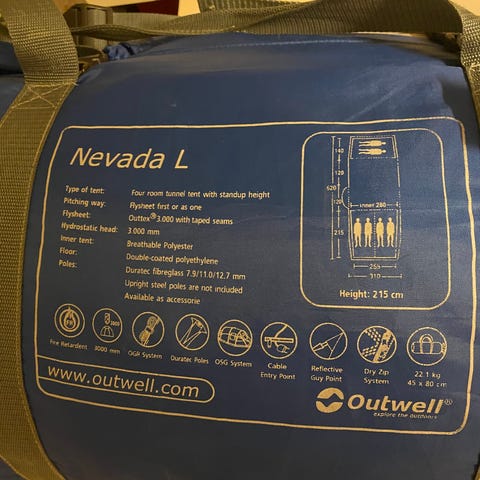 Nevada L
Type of tent: Four room tunnel tent with standup height
Pitching way: Flysheet first or as one
Flysheet: Outtex® 3.000 with taped seams
Hydrostatic head: 3.000 mm
Inner tent: Breathable Polyester
Floor: Double-coated polyethylene
Poles: Duratec fibreglass 7.9/11.0/12,7 mm
Upright steel poles are not included
Available as accessorie
140
120
620
120
215
inner 280
265
310
Height: 215 cm
Fire Retardent
3000 mm
OGR System
Duratec Poles
OSG System
Cable Entry Point
Reflective Guy Point
Dry Zip System
22.1 kg
45 x 80 cm
www.outwell.com
Outwell®
explore the outdoors